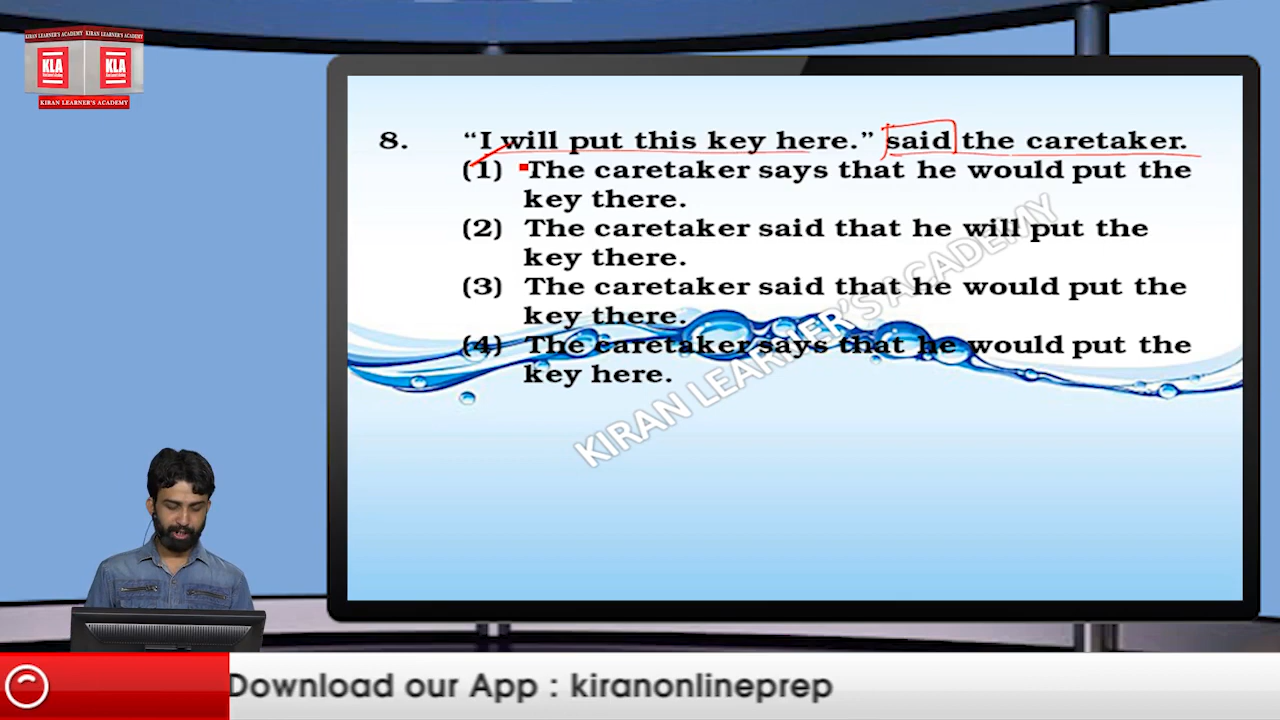 KIRAN LEARNER'S ACADEMY KIRAN LEARNER'S ACADEMY
KLA KLA
KIRAN LEARNER'S ACADEMY
8. “I will put this key here.” said the caretaker.
(1) The caretaker says that he would put the
key there.
(2) The caretaker said that he will put the
key there.
(3) The caretaker said that he would put the
key there.
(4) The caretaker says that he would put the
key here.
KIRAN LEARNER'S ACADEMY
Download our App : kiranonlineprep